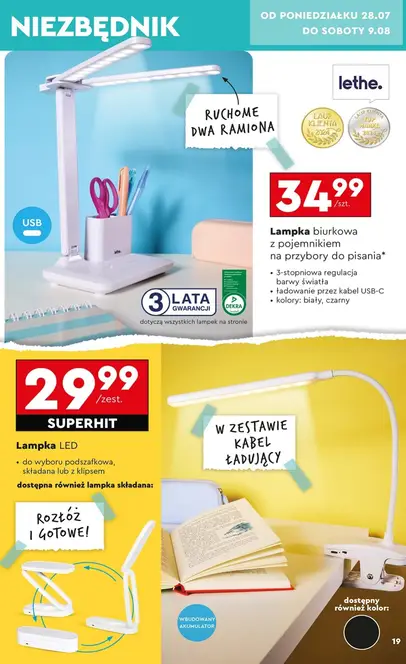 NIEZBĘDNIK
OD PONIEDZIAŁKU 28.07
DO SOBOTY 9.08
lethe.
RUCHOME
DWA RAMIONA
LAUR
KLIENTA
34.99
/szt.
Lampka biurkowa
z pojemnikiem
na przybory do pisania*
• 3-stopniowa regulacja
barwy światła
• ładowanie przez kabel USB-C
• kolory: biały, czarny
USB
lethe
3 LATA
GWARANCJI
DEKRA
dotyczą wszystkich lampek na stronie
29.99
/zest.
SUPERHIT
Lampka LED
• do wyboru podszafkowa,
składana lub z klipsem
dostępna również lampka składana:
W ZESTAWIE
KABEL
ŁADUJĄCY
ROZŁÓŻ
I GOTOWE!
WBUDOWANY
AKUMULATOR
dostępny
również kolor:
19